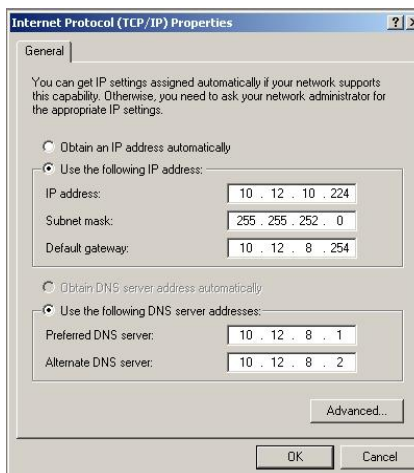 Internet Protocol (TCP/IP) Properties
General
You can get IP settings assigned automatically if your network supports
this capability. Otherwise, you need to ask your network administrator for
the appropriate IP settings.
Obtain an IP address automatically
Use the following IP address:
IP address: 10 . 12 . 10 . 224
Subnet mask: 255 . 255 . 252 . 0
Default gateway: 10 . 12 . 8 . 254
Obtain DNS server address automatically
Use the following DNS server addresses:
Preferred DNS server: 10 . 12 . 8 . 1
Alternate DNS server: 10 . 12 . 8 . 2
Advanced...
OK Cancel